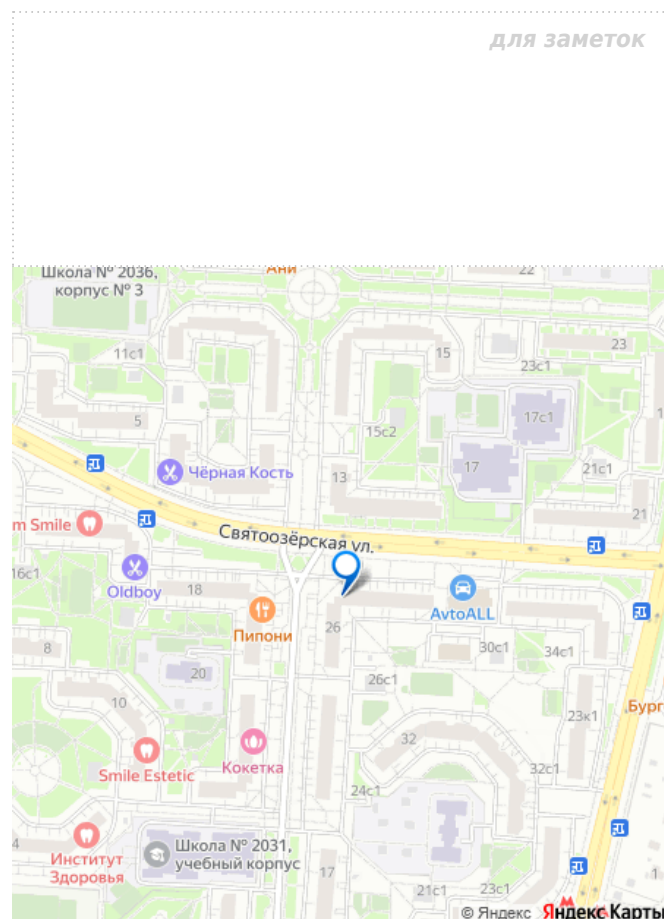 для заметок
Школа № 2036,
корпус № 3
Ани
22
11с1
15
23с1
23
5
15с2
17с1
1
Чёрная Кость
13
17
21с1
21
m Smile
Святоозёрская ул.
16с1
Oldboy
18
AvtoALL
Пипони
26
8
30с1
34с1
20
26с1
10
Бург
23к1
32
Кокетка
Smile Estetic
32с1
24с1
4
Институт
Здоровья
Школа № 2031,
учебный корпус
17
1
21с1
23с1
© Яндекс Яндекс Карты